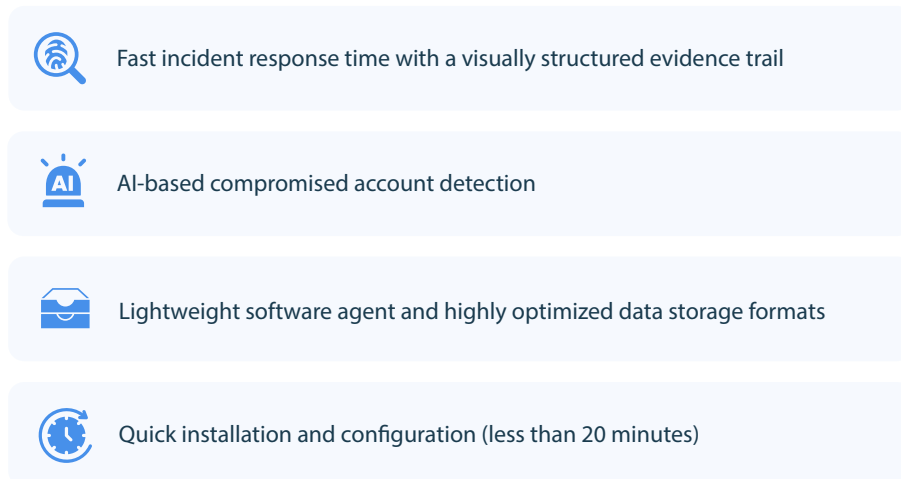 Fast incident response time with a visually structured evidence trail
AI
AI-based compromised account detection
Lightweight software agent and highly optimized data storage formats
Quick installation and configuration (less than 20 minutes)